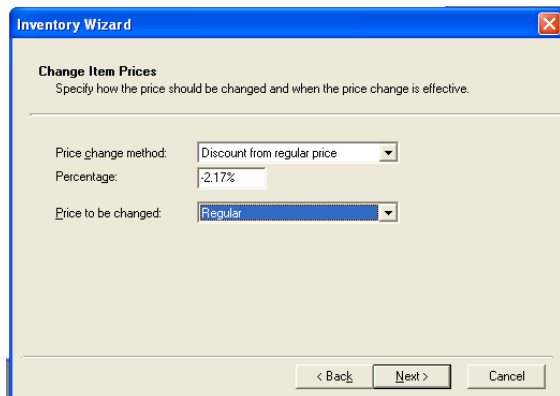 Inventory Wizard
Change Item Prices
Specify how the price should be changed and when the price change is effective.
Price change method: Discount from regular price
Percentage: -2.17%
Price to be changed: Regular
< Back Next > Cancel